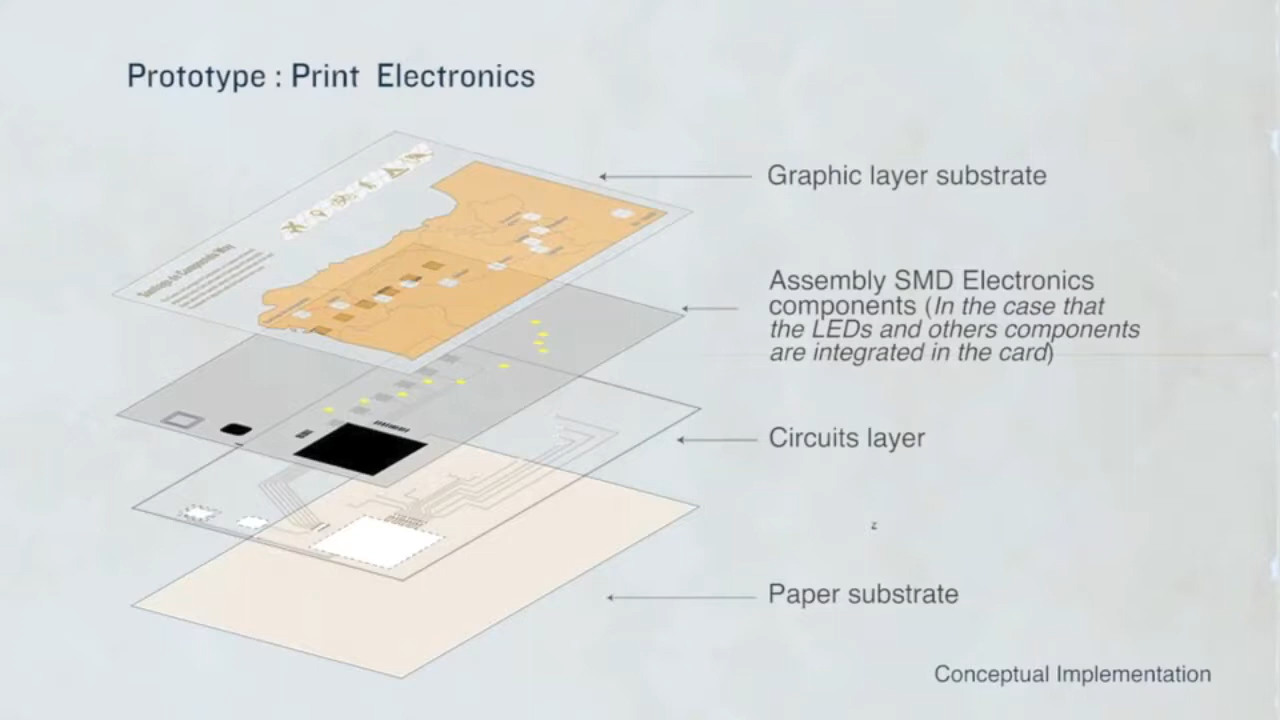 Prototype : Print Electronics
Graphic layer substrate
Assembly SMD Electronics
components (In the case that
the LEDs and others components
are integrated in the card)
Circuits layer
z
Paper substrate
Conceptual Implementation